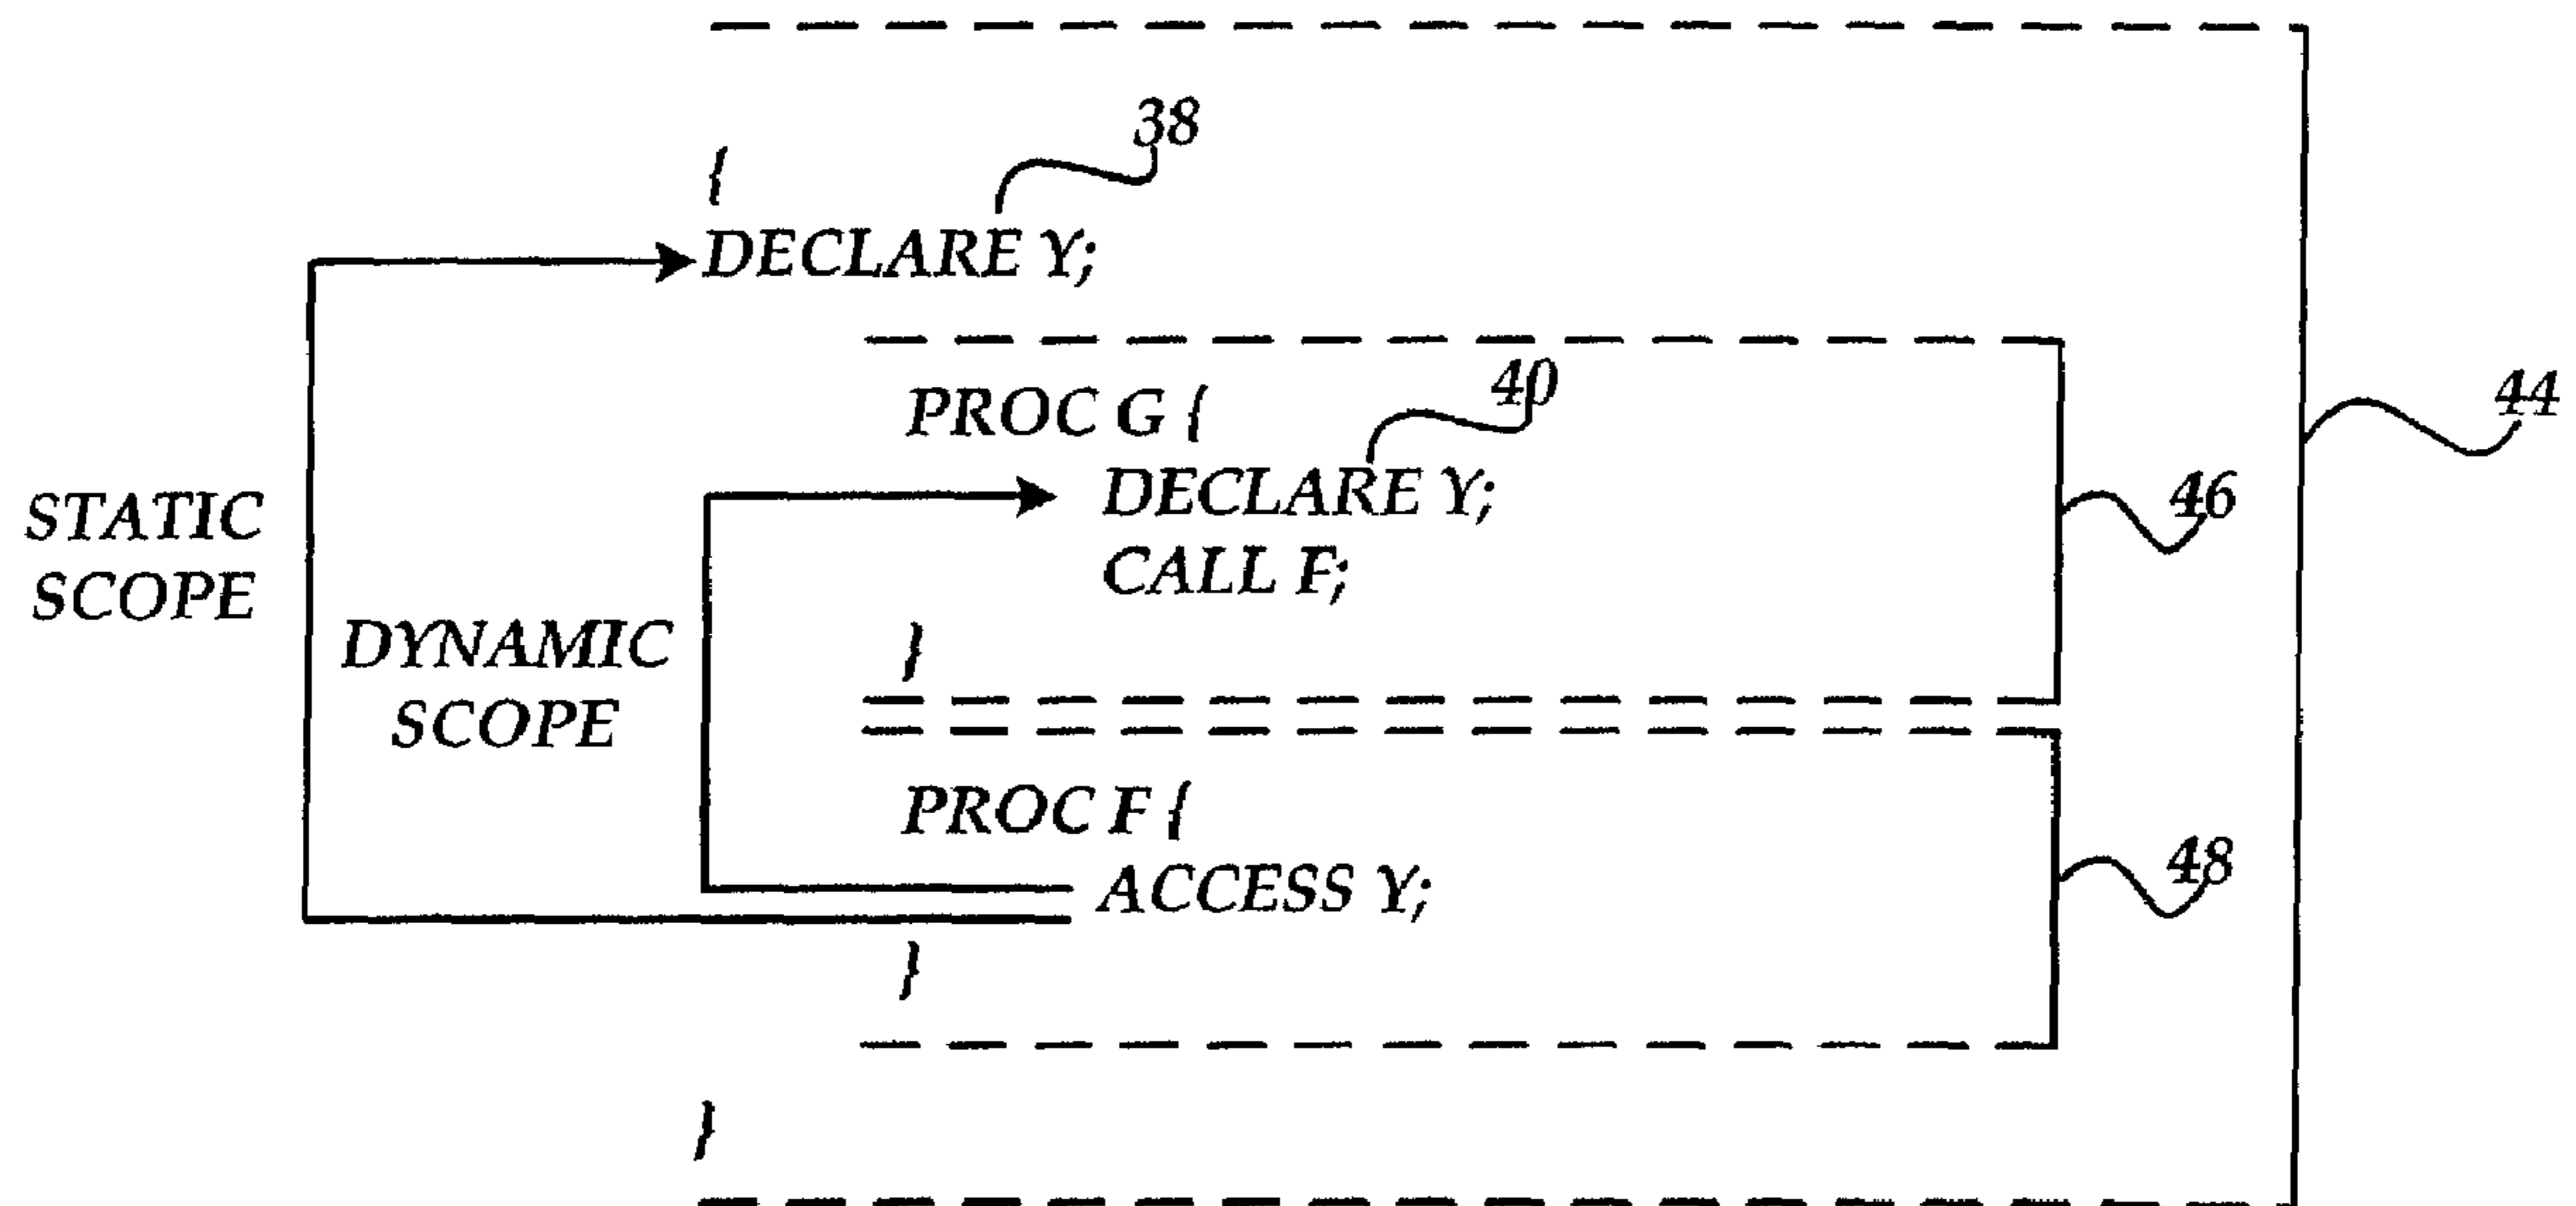 38
{
DECLARE Y;
40
PROC G {
44
DECLARE Y;
46
STATIC
SCOPE
CALL F;
DYNAMIC
SCOPE
}
PROC F {
ACCESS Y;
48
}
}